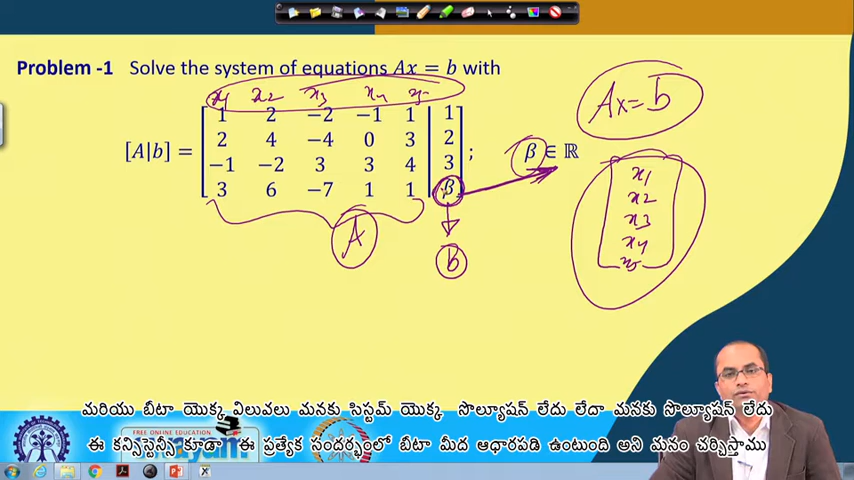 Problem -1 Solve the system of equations Ax = b with
x1 x2 x3 x4 x5
[A|b] = [ 1 2 −2 −1 1 | 1
2 4 −4 0 3 | 2
−1 −2 3 3 4 | 3
3 6 −7 1 1 | β ] ; β ∈ ℝ
A
b
Ax = b
x1
x2
x3
x4
x5
FREE ONLINE EDUCATION
మరియు బీటా యొక్క విలువలు మనకు సిస్టమ్ యొక్క సొల్యూషన్ లేదు లేదా మనకు సొల్యూషన్ లేదు
ఈ కన్సిస్టెన్సీ కూడా ఈ ప్రత్యేక సందర్భంలో బీటా మీద ఆధారపడి ఉంటుంది అని మనం చర్చిస్తాము